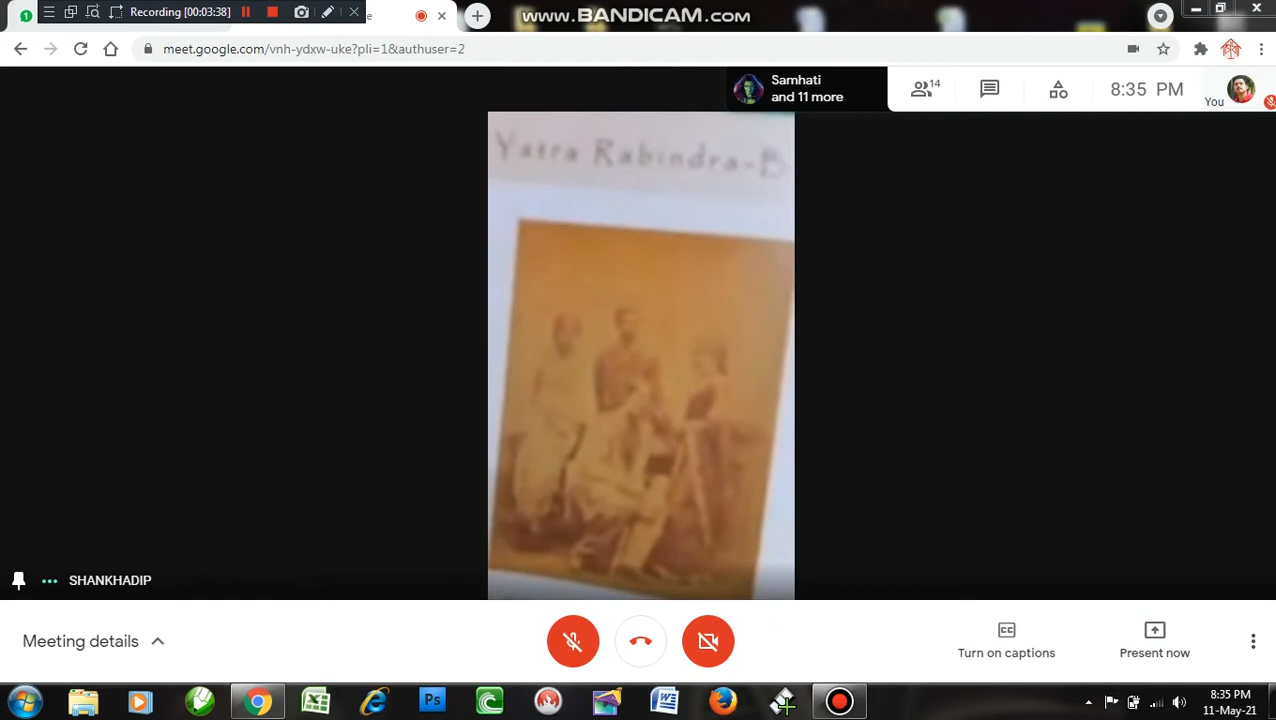 Recording [00:03:38]
www.BANDICAM.com
meet.google.com/vnh-ydxw-uke?pli=1&authuser=2
Samhati
and 11 more
14
8:35 PM
You
Yatra Rabindra-B
SHANKHADIP
Meeting details
CC
Turn on captions
Present now
Ps
8:35 PM
11-May-21